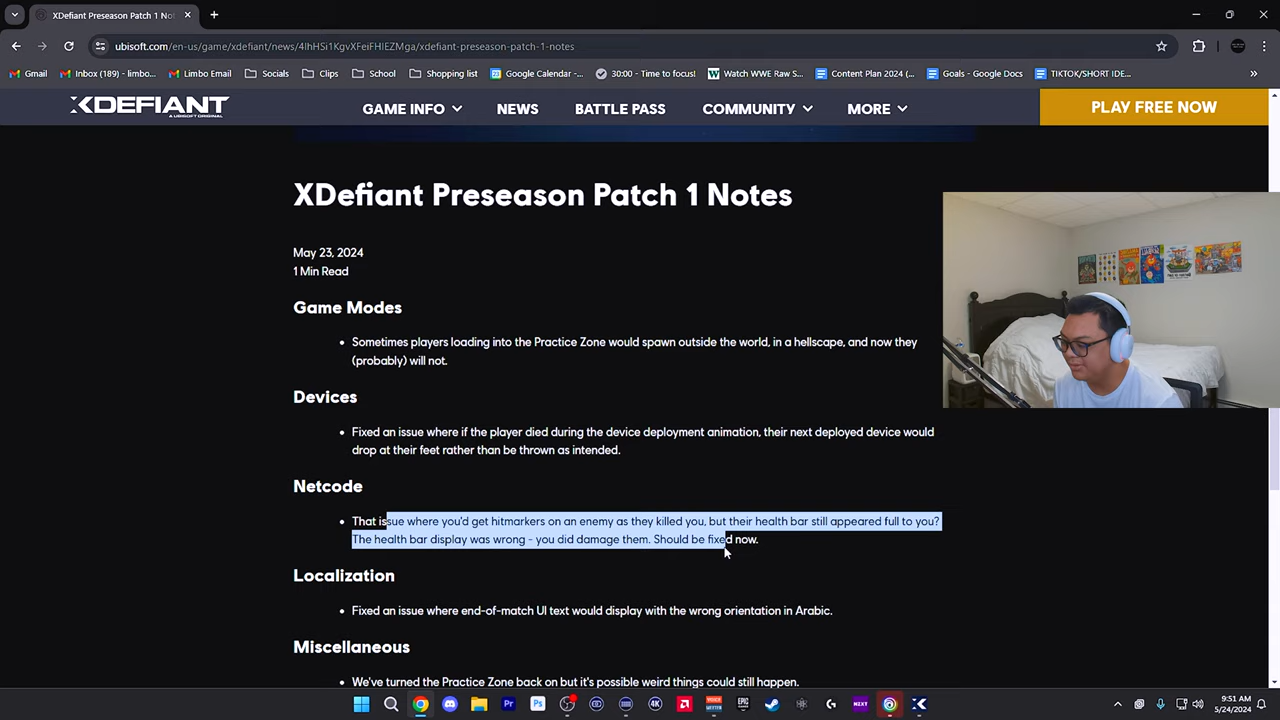 XDefiant Preseason Patch 1 No
ubisoft.com/en-us/game/xdefiant/news/4lhHSi1KgvXFeiFHIEZMga/xdefiant-preseason-patch-1-notes
Gmail
Inbox (189) - limbo...
Limbo Email
Socials
Clips
School
Shopping list
Google Calendar -...
30:00 - Time to focus!
Watch WWE Raw S...
Content Plan 2024 (...
Goals - Google Docs
TIKTOK/SHORT IDE...
XDEFIANT
A UBISOFT ORIGINAL
GAME INFO
NEWS
BATTLE PASS
COMMUNITY
MORE
PLAY FREE NOW
XDefiant Preseason Patch 1 Notes
May 23, 2024
1 Min Read
Game Modes
• Sometimes players loading into the Practice Zone would spawn outside the world, in a hellscape, and now they
(probably) will not.
Devices
• Fixed an issue where if the player died during the device deployment animation, their next deployed device would
drop at their feet rather than be thrown as intended.
Netcode
• That issue where you'd get hitmarkers on an enemy as they killed you, but their health bar still appeared full to you?
The health bar display was wrong - you did damage them. Should be fixed now.
Localization
• Fixed an issue where end-of-match UI text would display with the wrong orientation in Arabic.
Miscellaneous
• We've turned the Practice Zone back on but it's possible weird things could still happen.
Pr
Ps
4K
EPIC
NZXT
9:51 AM
5/24/2024